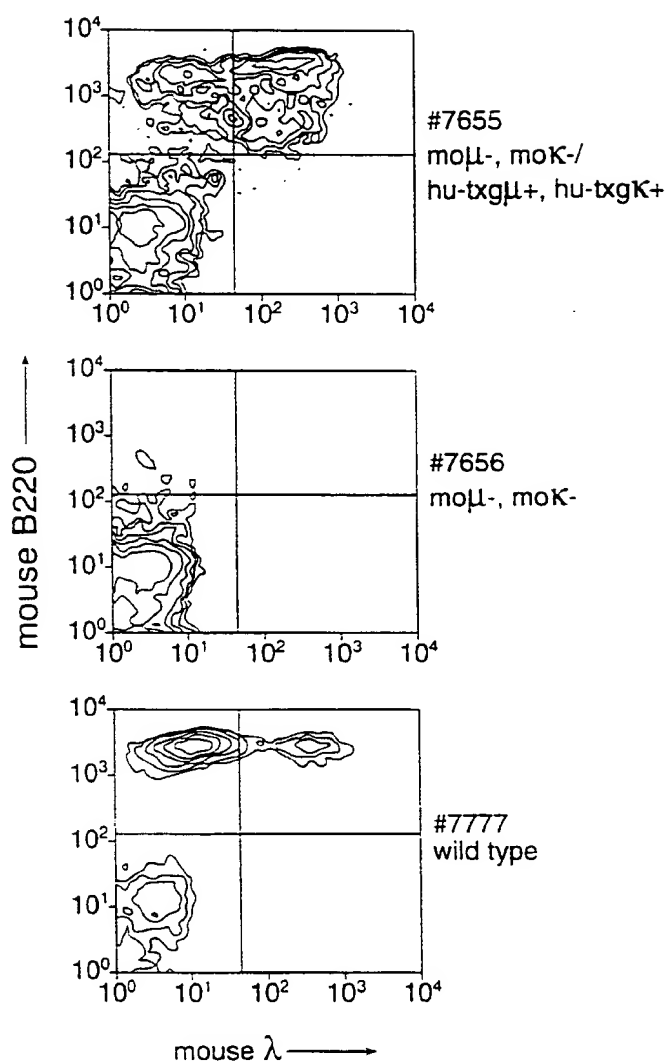 10⁴
10³
10²
10¹
10⁰
10⁰ 10¹ 10² 10³ 10⁴
#7655
moμ-, moκ-/
hu-txgμ+, hu-txgκ+
10⁴
10³
10²
10¹
10⁰
10⁰ 10¹ 10² 10³ 10⁴
#7656
moμ-, moκ-
10⁴
10³
10²
10¹
10⁰
10⁰ 10¹ 10² 10³ 10⁴
#7777
wild type
mouse B220
mouse λ